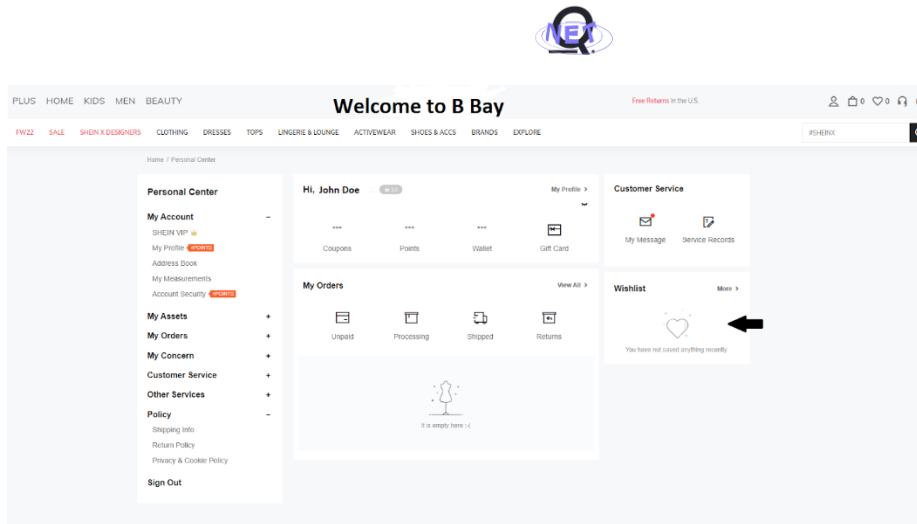 NET
PLUS HOME KIDS MEN BEAUTY
Welcome to B Bay
Free Returns in the U.S.
0 0
FW22 SALE SHEIN X DESIGNERS CLOTHING DRESSES TOPS LINGERIE & LOUNGE ACTIVEWEAR SHOES & ACCS BRANDS EXPLORE
#SHEINX
Home / Personal Center
Personal Center
My Account −
SHEIN VIP
My Profile +POINTS
Address Book
My Measurements
Account Security +POINTS
My Assets +
My Orders +
My Concern +
Customer Service +
Other Services +
Policy −
Shipping Info
Return Policy
Privacy & Cookie Policy
Sign Out
Hi, John Doe
My Profile >
Coupons Points Wallet Gift Card
My Orders View All >
Unpaid Processing Shipped Returns
It is empty here :-(
Customer Service
My Message Service Records
Wishlist More >
You have not saved anything recently